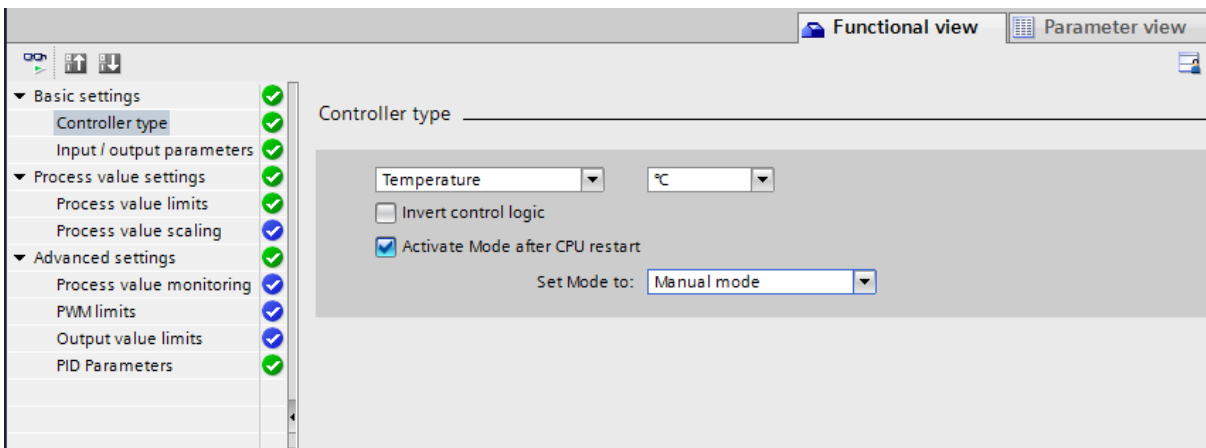 Functional view
Parameter view
Basic settings
Controller type
Input / output parameters
Process value settings
Process value limits
Process value scaling
Advanced settings
Process value monitoring
PWM limits
Output value limits
PID Parameters
Controller type
Temperature
°C
Invert control logic
Activate Mode after CPU restart
Set Mode to: Manual mode